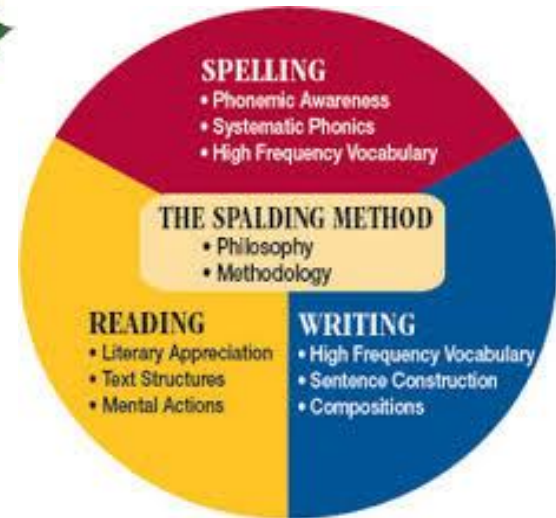 SPELLING
• Phonemic Awareness
• Systematic Phonics
• High Frequency Vocabulary
THE SPALDING METHOD
• Philosophy
• Methodology
READING
• Literary Appreciation
• Text Structures
• Mental Actions
WRITING
• High Frequency Vocabulary
• Sentence Construction
• Compositions